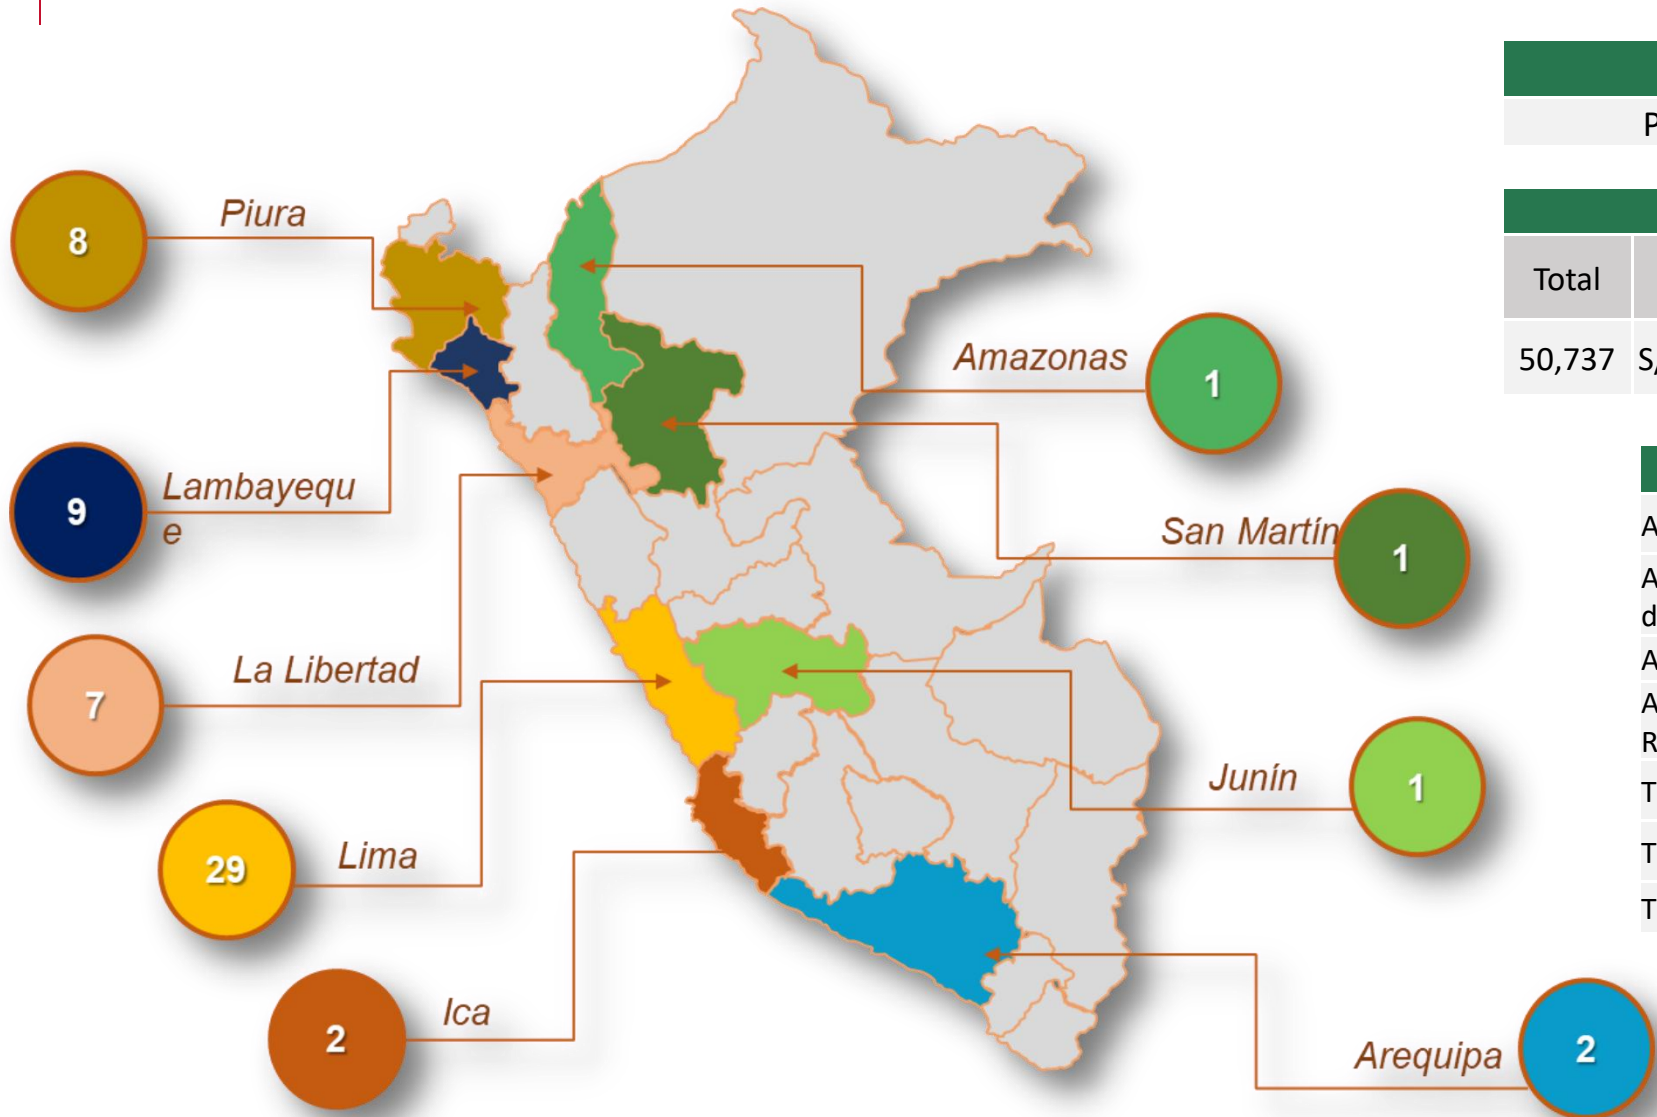 8
Piura
9
Lambayequ
e
7
La Libertad
29
Lima
2
Ica
Amazonas
1
San Martín
1
Junín
1
Arequipa
2
P
Total
50,737 S/
A
A
d
A
A
R
T
T
T